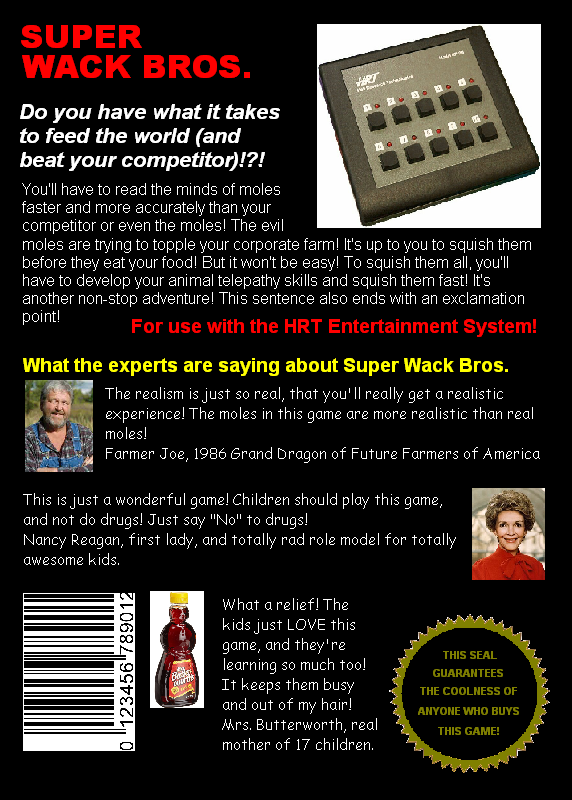 SUPER
WACK BROS.
Do you have what it takes
to feed the world (and
beat your competitor)!?!
You'll have to read the minds of moles
faster and more accurately than your
competitor or even the moles! The evil
moles are trying to topple your corporate farm! It's up to you to squish them
before they eat your food! But it won't be easy! To squish them all, you'll
have to develop your animal telepathy skills and squish them fast! It's
another non-stop adventure! This sentence also ends with an exclamation
point!
For use with the HRT Entertainment System!
What the experts are saying about Super Wack Bros.
The realism is just so real, that you'll really get a realistic
experience! The moles in this game are more realistic than real
moles!
Farmer Joe, 1986 Grand Dragon of Future Farmers of America
This is just a wonderful game! Children should play this game,
and not do drugs! Just say "No" to drugs!
Nancy Reagan, first lady, and totally rad role model for totally
awesome kids.
0 123456 789012
What a relief! The
kids just LOVE this
game, and they're
learning so much too!
It keeps them busy
and out of my hair!
Mrs. Butterworth, real
mother of 17 children.
THIS SEAL
GUARANTEES
THE COOLNESS OF
ANYONE WHO BUYS
THIS GAME!
HRT